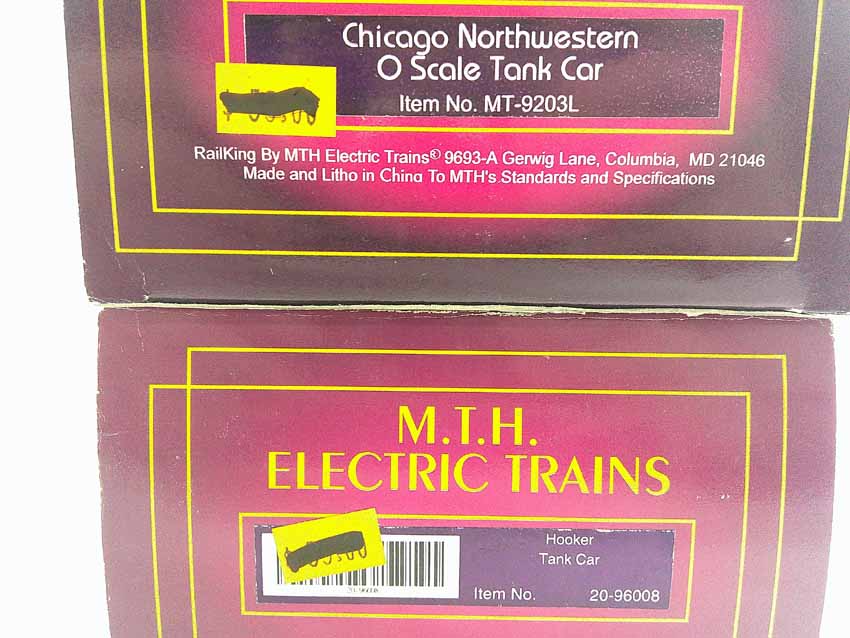 Chicago Northwestern
O Scale Tank Car
Item No. MT-9203L
RailKing By MTH Electric Trains® 9693-A Gerwig Lane, Columbia, MD 21046
Made and Litho in China To MTH's Standards and Specifications
M.T.H.
ELECTRIC TRAINS
Hooker
Tank Car
Item No. 20-96008